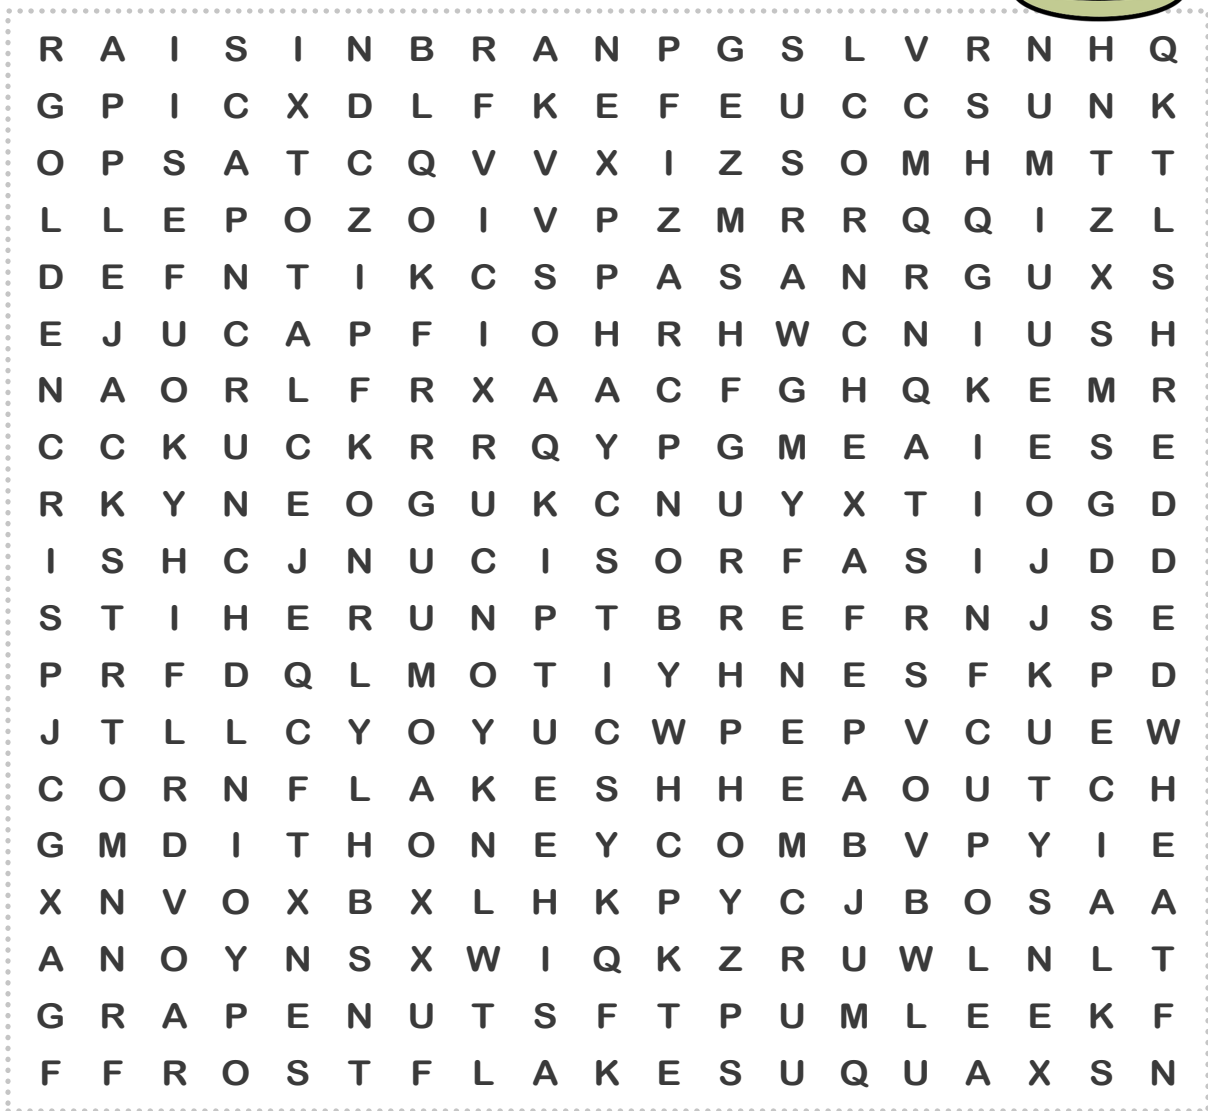 R A I S I N B R A N P G S L V R N H Q
G P I C X D L F K E F E U C C S U N K
O P S A T C Q V V X I Z S O M H M T T
L L E P O Z O I V P Z M R R Q Q I Z L
D E F N T I K C S P A S A N R G U X S
E J U C A P F I O H R H W C N I U S H
N A O R L F R X A A C F G H Q K E M R
C C K U C K R R Q Y P G M E A I E S E
R K Y N E O G U K C N U Y X T I O G D
I S H C J N U C I S O R F A S I J D D
S T I H E R U N P T B R E F R N J S E
P R F D Q L M O T I Y H N E S F K P D
J T L L C Y O Y U C W P E P V C U E W
C O R N F L A K E S H H E A O U T C H
G M D I T H O N E Y C O M B V P Y I E
X N V O X B X L H K P Y C J B O S A A
A N O Y N S X W I Q K Z R U W L N L T
G R A P E N U T S F T P U M L E E K F
F F R O S T F L A K E S U Q U A X S N